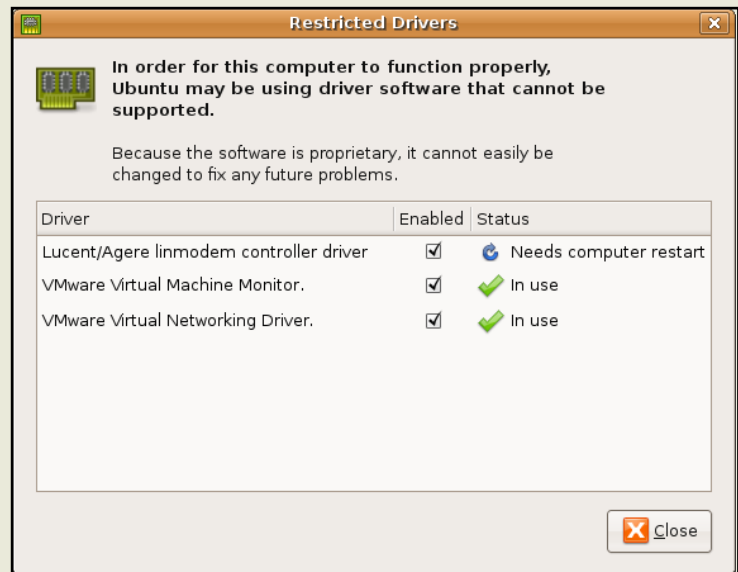 Restricted Drivers
In order for this computer to function properly,
Ubuntu may be using driver software that cannot be
supported.
Because the software is proprietary, it cannot easily be
changed to fix any future problems.
Driver Enabled Status
Lucent/Agere linmodem controller driver Needs computer restart
VMware Virtual Machine Monitor. In use
VMware Virtual Networking Driver. In use
Close